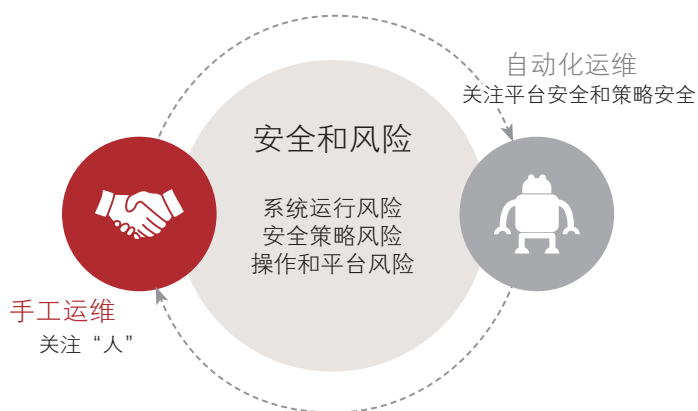 自动化运维
关注平台安全和策略安全
安全和风险
系统运行风险
安全策略风险
操作和平台风险
手工运维
关注“人”